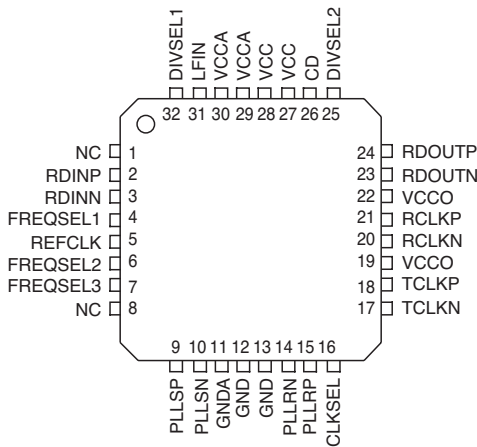 DIVSEL1
LFIN
VCCA
VCCA
VCC
VCC
CD
DIVSEL2
32 31 30 29 28 27 26 25
NC 1
RDINP 2
RDINN 3
FREQSEL1 4
REFCLK 5
FREQSEL2 6
FREQSEL3 7
NC 8
24 RDOUTP
23 RDOUTN
22 VCCO
21 RCLKP
20 RCLKN
19 VCCO
18 TCLKP
17 TCLKN
9 10 11 12 13 14 15 16
PLLSP
PLLSN
GNDA
GND
GND
PLLRN
PLLRP
CLKSEL